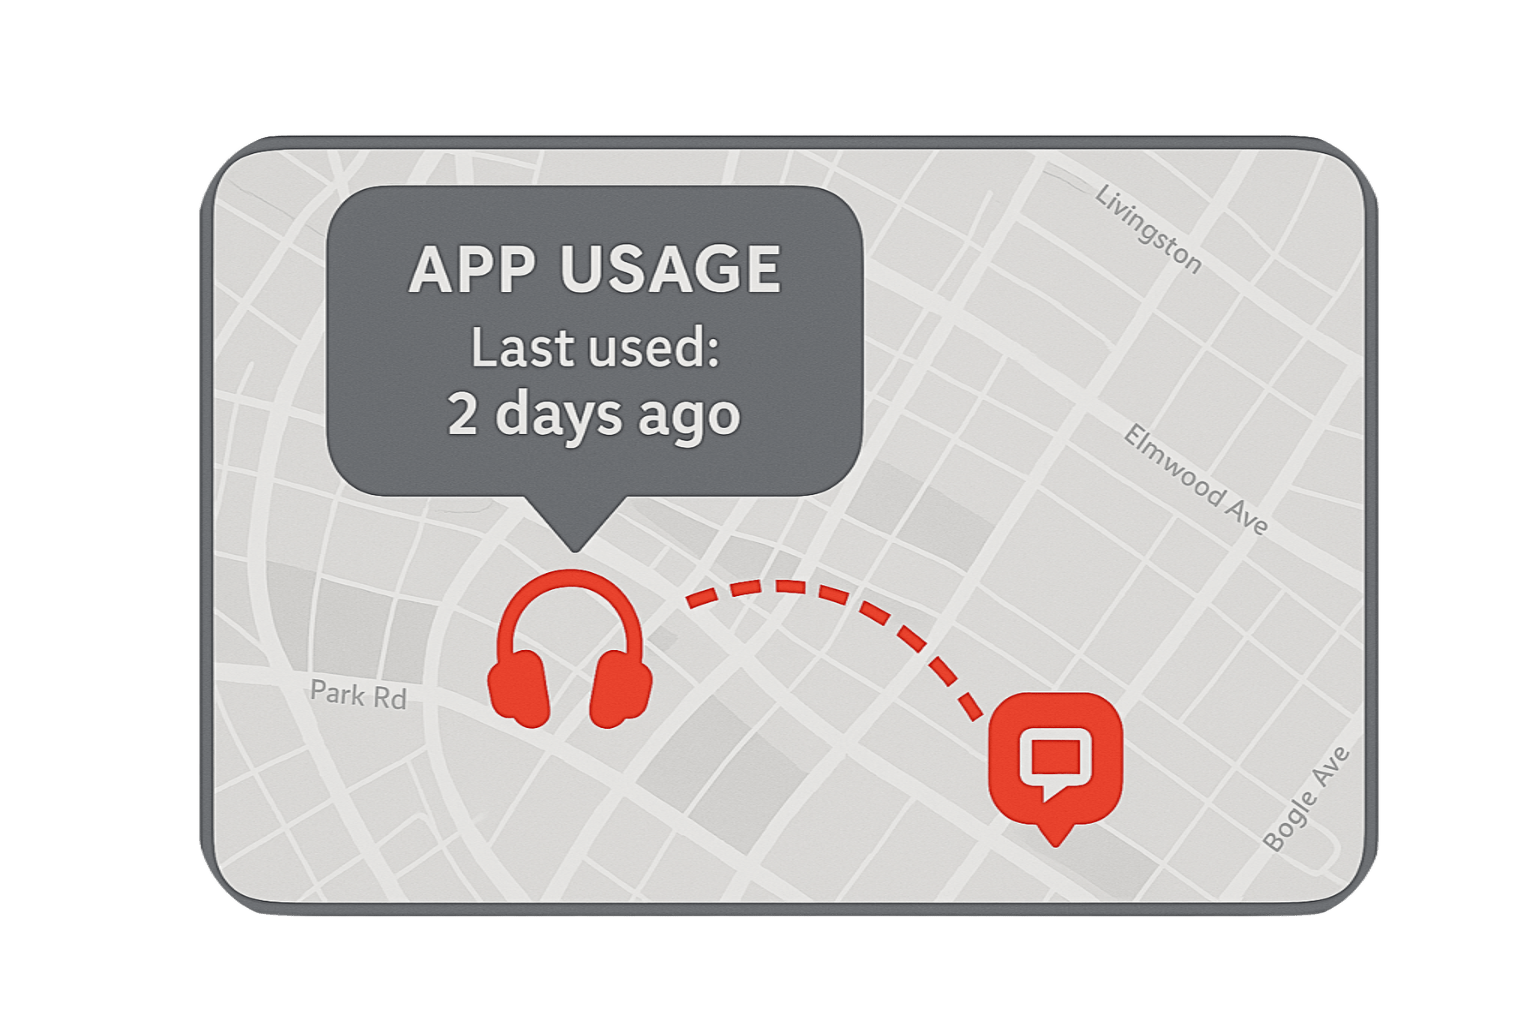 APP USAGE
Last used:
2 days ago
Livingston
Elmwood Ave
Park Rd
Bogle Ave